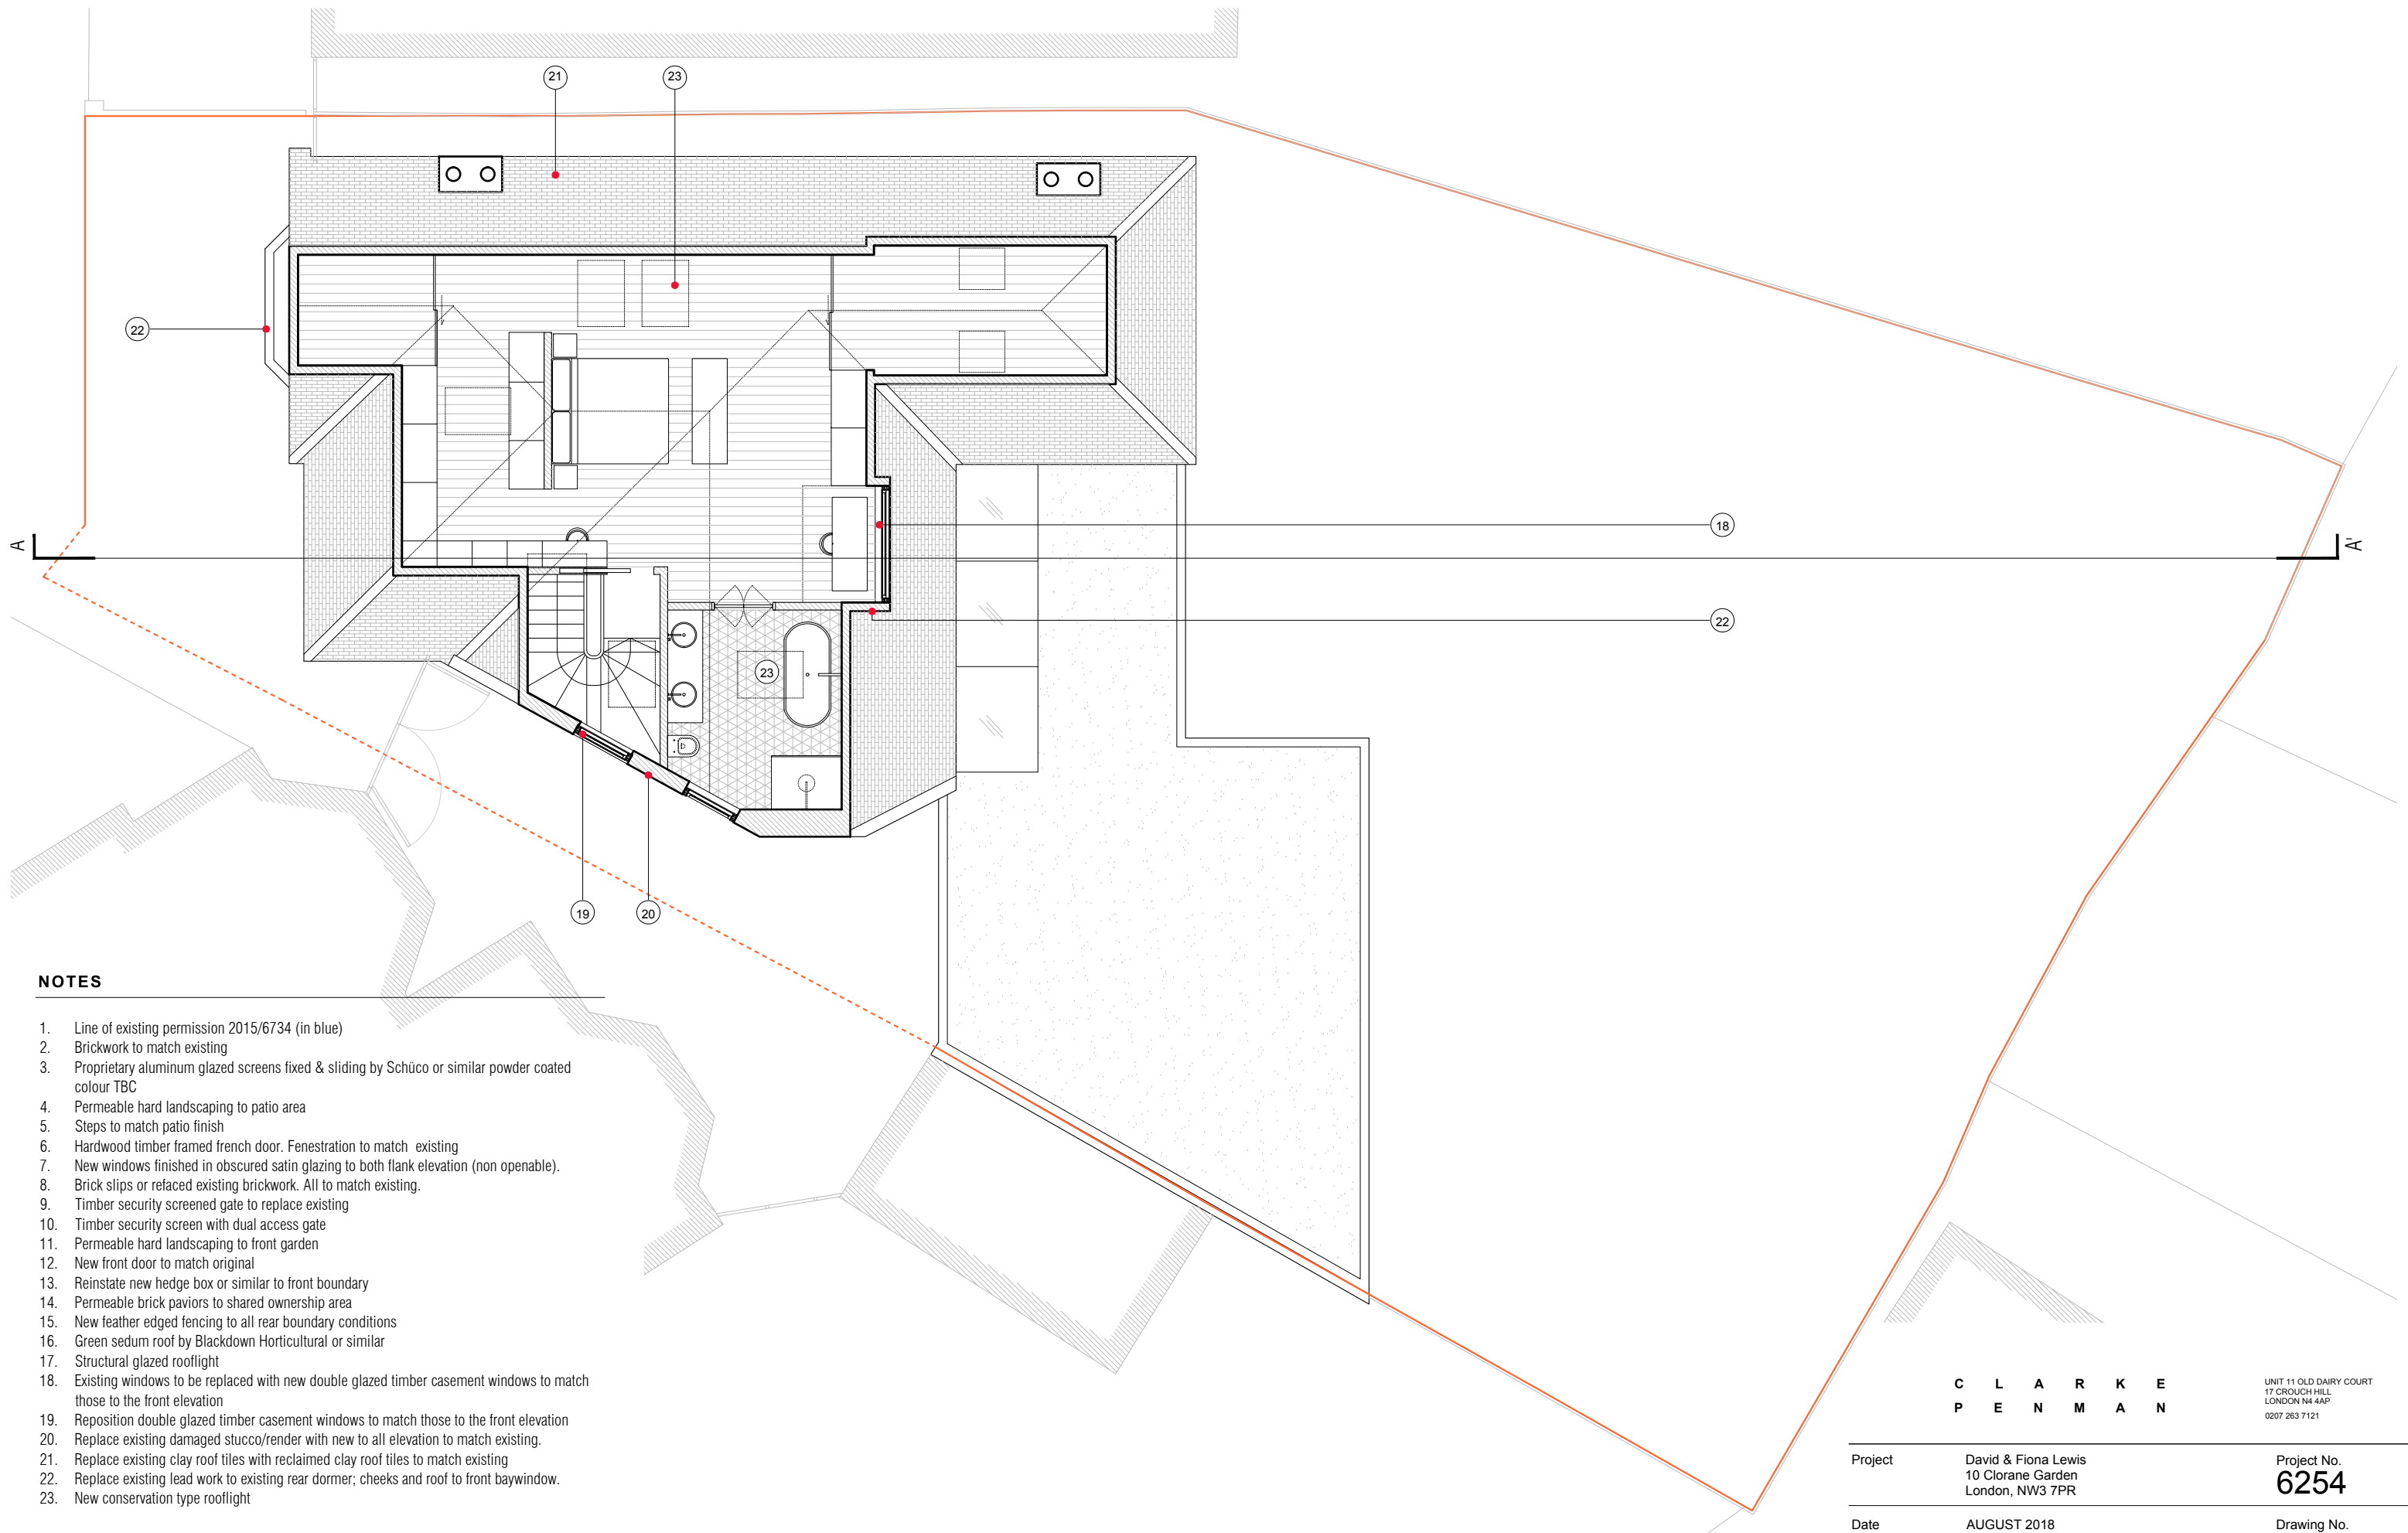 21
23
22
A
A'
18
22
23
19
20
NOTES
1. Line of existing permission 2015/6734 (in blue)
2. Brickwork to match existing
3. Proprietary aluminum glazed screens fixed & sliding by Schüco or similar powder coated
colour TBC
4. Permeable hard landscaping to patio area
5. Steps to match patio finish
6. Hardwood timber framed french door. Fenestration to match existing
7. New windows finished in obscured satin glazing to both flank elevation (non openable).
8. Brick slips or refaced existing brickwork. All to match existing.
9. Timber security screened gate to replace existing
10. Timber security screen with dual access gate
11. Permeable hard landscaping to front garden
12. New front door to match original
13. Reinstate new hedge box or similar to front boundary
14. Permeable brick paviors to shared ownership area
15. New feather edged fencing to all rear boundary conditions
16. Green sedum roof by Blackdown Horticultural or similar
17. Structural glazed rooflight
18. Existing windows to be replaced with new double glazed timber casement windows to match
those to the front elevation
19. Reposition double glazed timber casement windows to match those to the front elevation
20. Replace existing damaged stucco/render with new to all elevation to match existing.
21. Replace existing clay roof tiles with reclaimed clay roof tiles to match existing
22. Replace existing lead work to existing rear dormer; cheeks and roof to front baywindow.
23. New conservation type rooflight
C L A R K E
P E N M A N
UNIT 11 OLD DAIRY COURT
17 CROUCH HILL
LONDON N4 4AP
0207 263 7121
Project
David & Fiona Lewis
10 Clorane Garden
London, NW3 7PR
Project No.
6254
Date
AUGUST 2018
Drawing No.